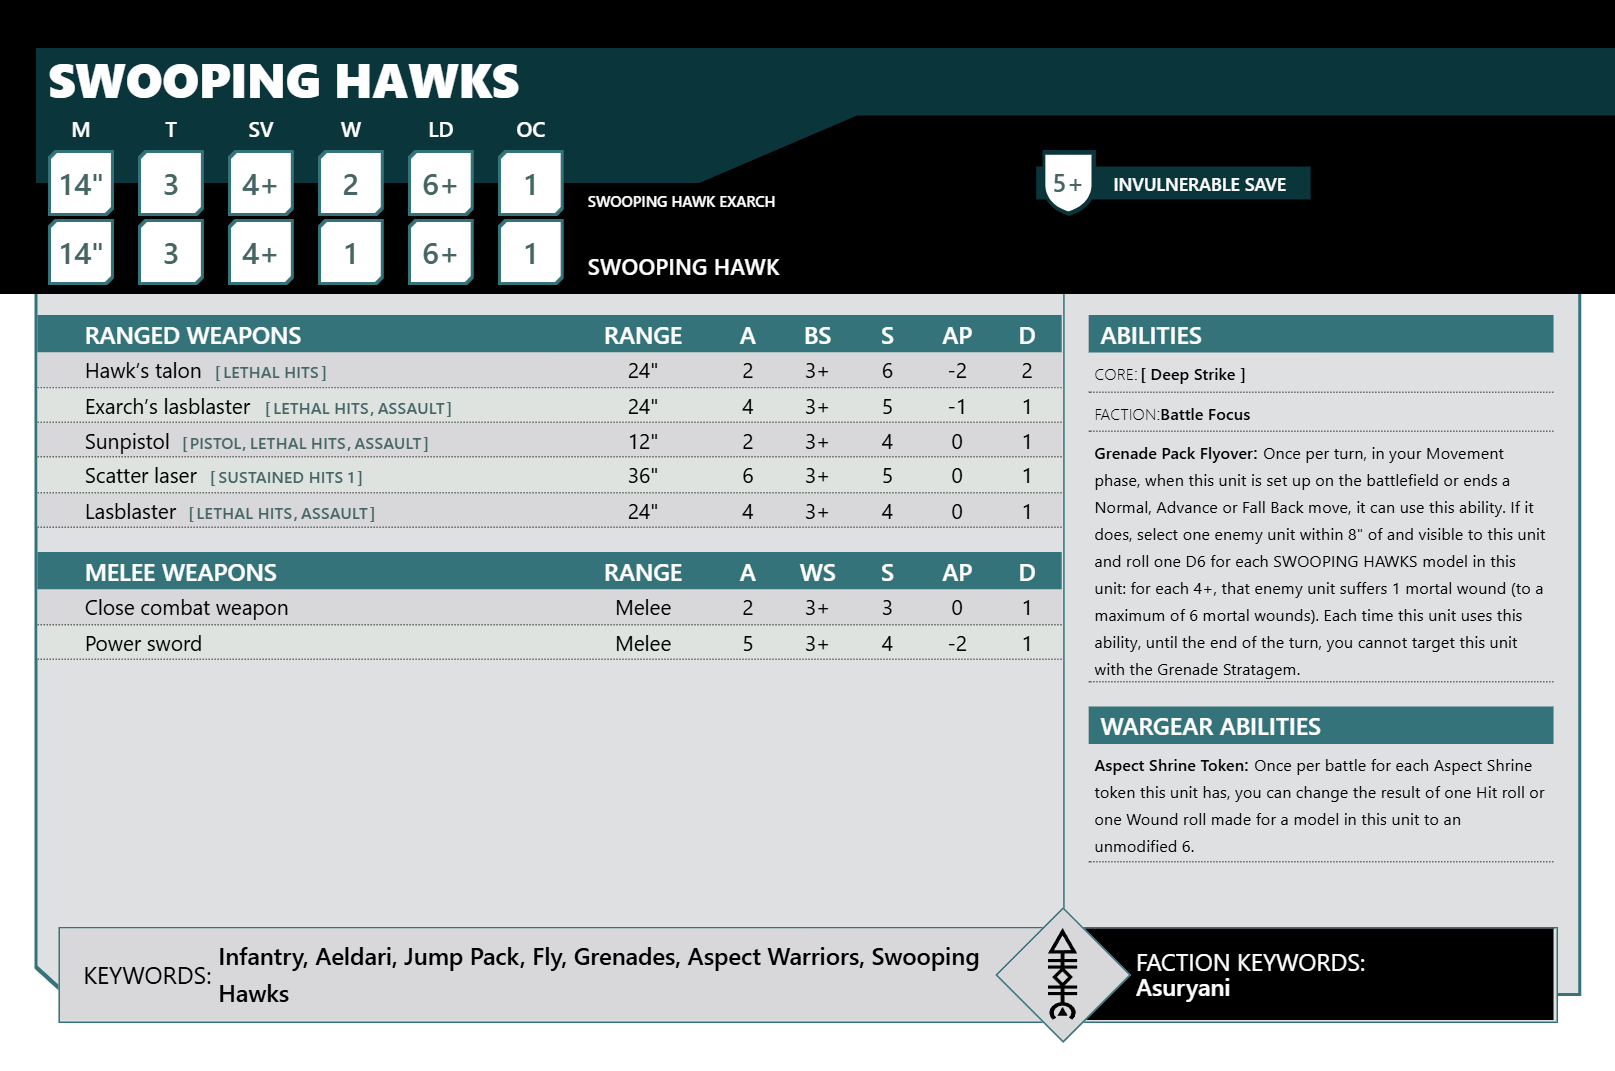 SWOOPING HAWKS
M T SV W LD OC
14" 3 4+ 2 6+ 1 SWOOPING HAWK EXARCH
5+ INVULNERABLE SAVE
14" 3 4+ 1 6+ 1 SWOOPING HAWK
RANGED WEAPONS RANGE A BS S AP D
Hawk’s talon [LETHAL HITS] 24" 2 3+ 6 -2 2
Exarch’s lasblaster [LETHAL HITS, ASSAULT] 24" 4 3+ 5 -1 1
Sunpistol [PISTOL, LETHAL HITS, ASSAULT] 12" 2 3+ 4 0 1
Scatter laser [SUSTAINED HITS 1] 36" 6 3+ 5 0 1
Lasblaster [LETHAL HITS, ASSAULT] 24" 4 3+ 4 0 1
MELEE WEAPONS RANGE A WS S AP D
Close combat weapon Melee 2 3+ 3 0 1
Power sword Melee 5 3+ 4 -2 1
ABILITIES
CORE: [ Deep Strike ]
FACTION:Battle Focus
Grenade Pack Flyover: Once per turn, in your Movement
phase, when this unit is set up on the battlefield or ends a
Normal, Advance or Fall Back move, it can use this ability. If it
does, select one enemy unit within 8" of and visible to this unit
and roll one D6 for each SWOOPING HAWKS model in this
unit: for each 4+, that enemy unit suffers 1 mortal wound (to a
maximum of 6 mortal wounds). Each time this unit uses this
ability, until the end of the turn, you cannot target this unit
with the Grenade Stratagem.
WARGEAR ABILITIES
Aspect Shrine Token: Once per battle for each Aspect Shrine
token this unit has, you can change the result of one Hit roll or
one Wound roll made for a model in this unit to an
unmodified 6.
KEYWORDS: Infantry, Aeldari, Jump Pack, Fly, Grenades, Aspect Warriors, Swooping
Hawks
FACTION KEYWORDS:
Asuryani